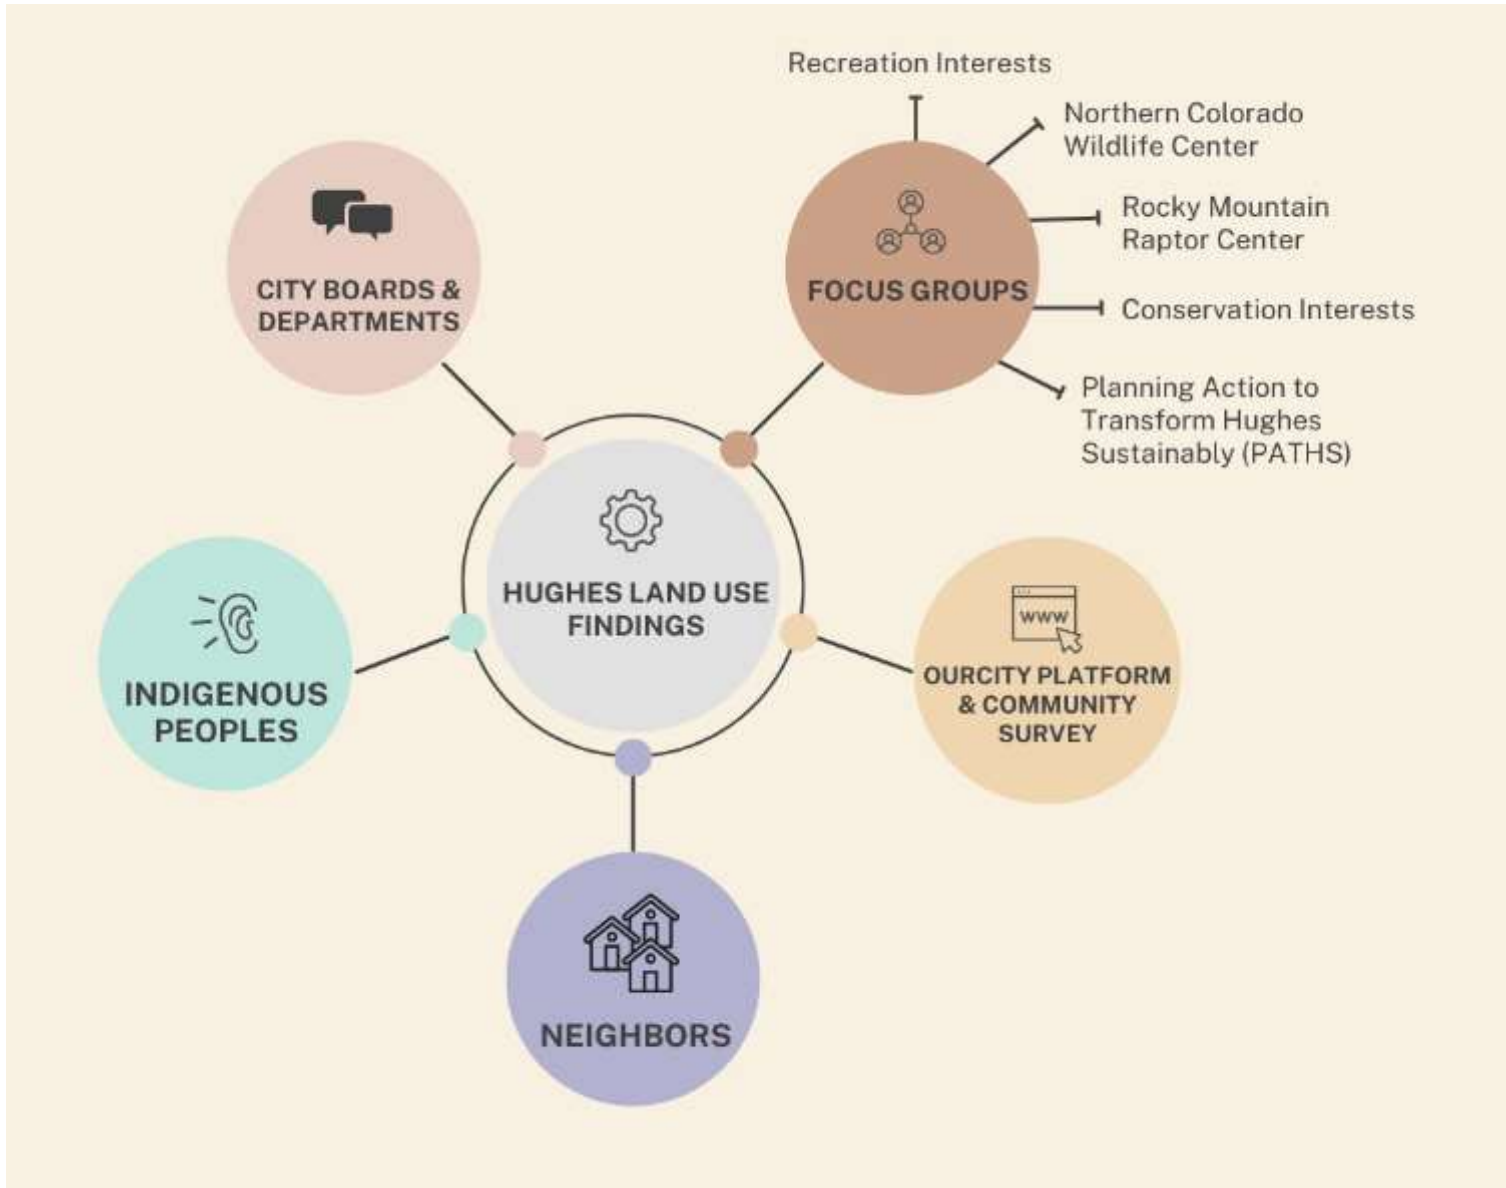 Recreation Interests
Northern Colorado
Wildlife Center
Rocky Mountain
Raptor Center
Conservation Interests
Planning Action to
Transform Hughes
Sustainably (PATHS)
CITY BOARDS &
DEPARTMENTS
FOCUS GROUPS
HUGHES LAND USE
FINDINGS
INDIGENOUS
PEOPLES
WWW
OURCITY PLATFORM
& COMMUNITY
SURVEY
NEIGHBORS